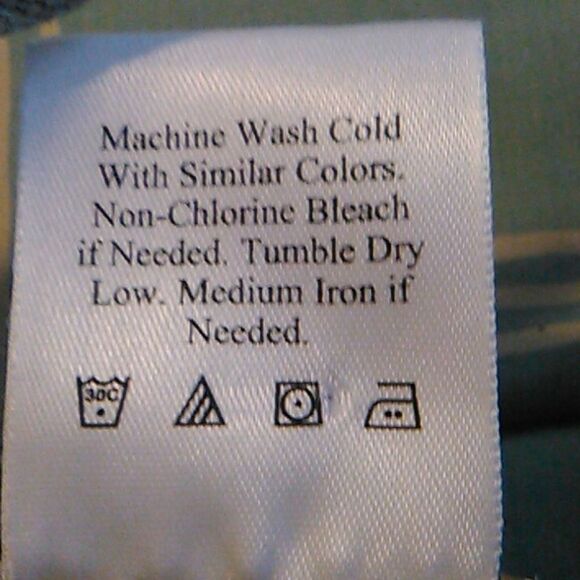 Machine Wash Cold
With Similar Colors.
Non-Chlorine Bleach
if Needed. Tumble Dry
Low. Medium Iron if
Needed.
30C